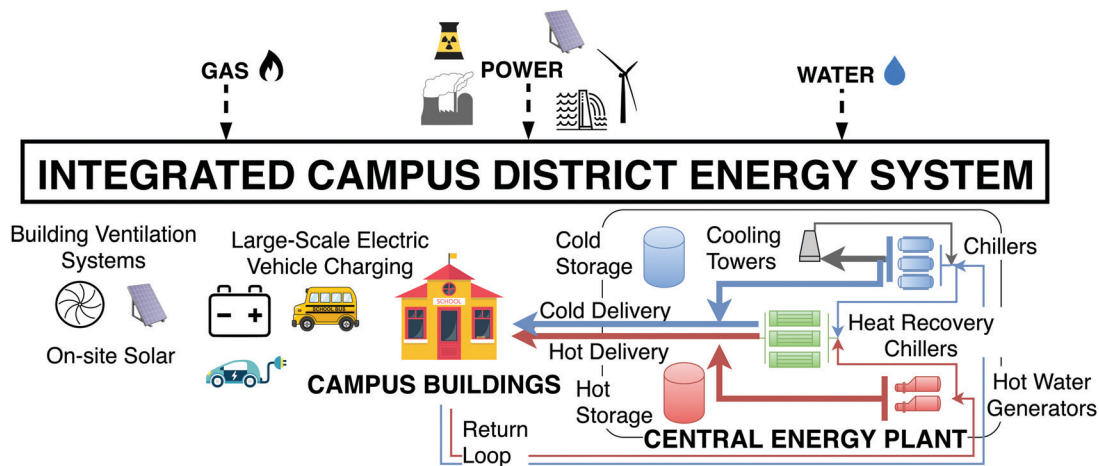 GAS
POWER
WATER
INTEGRATED CAMPUS DISTRICT ENERGY SYSTEM
Building Ventilation
Systems
On-site Solar
Large-Scale Electric
Vehicle Charging
SCHOOL BUS
SCHOOL
CAMPUS BUILDINGS
Cold
Storage
Cooling
Towers
Chillers
Cold Delivery
Hot Delivery
Heat Recovery
Chillers
Hot
Storage
Hot Water
Generators
CENTRAL ENERGY PLANT
Return
Loop